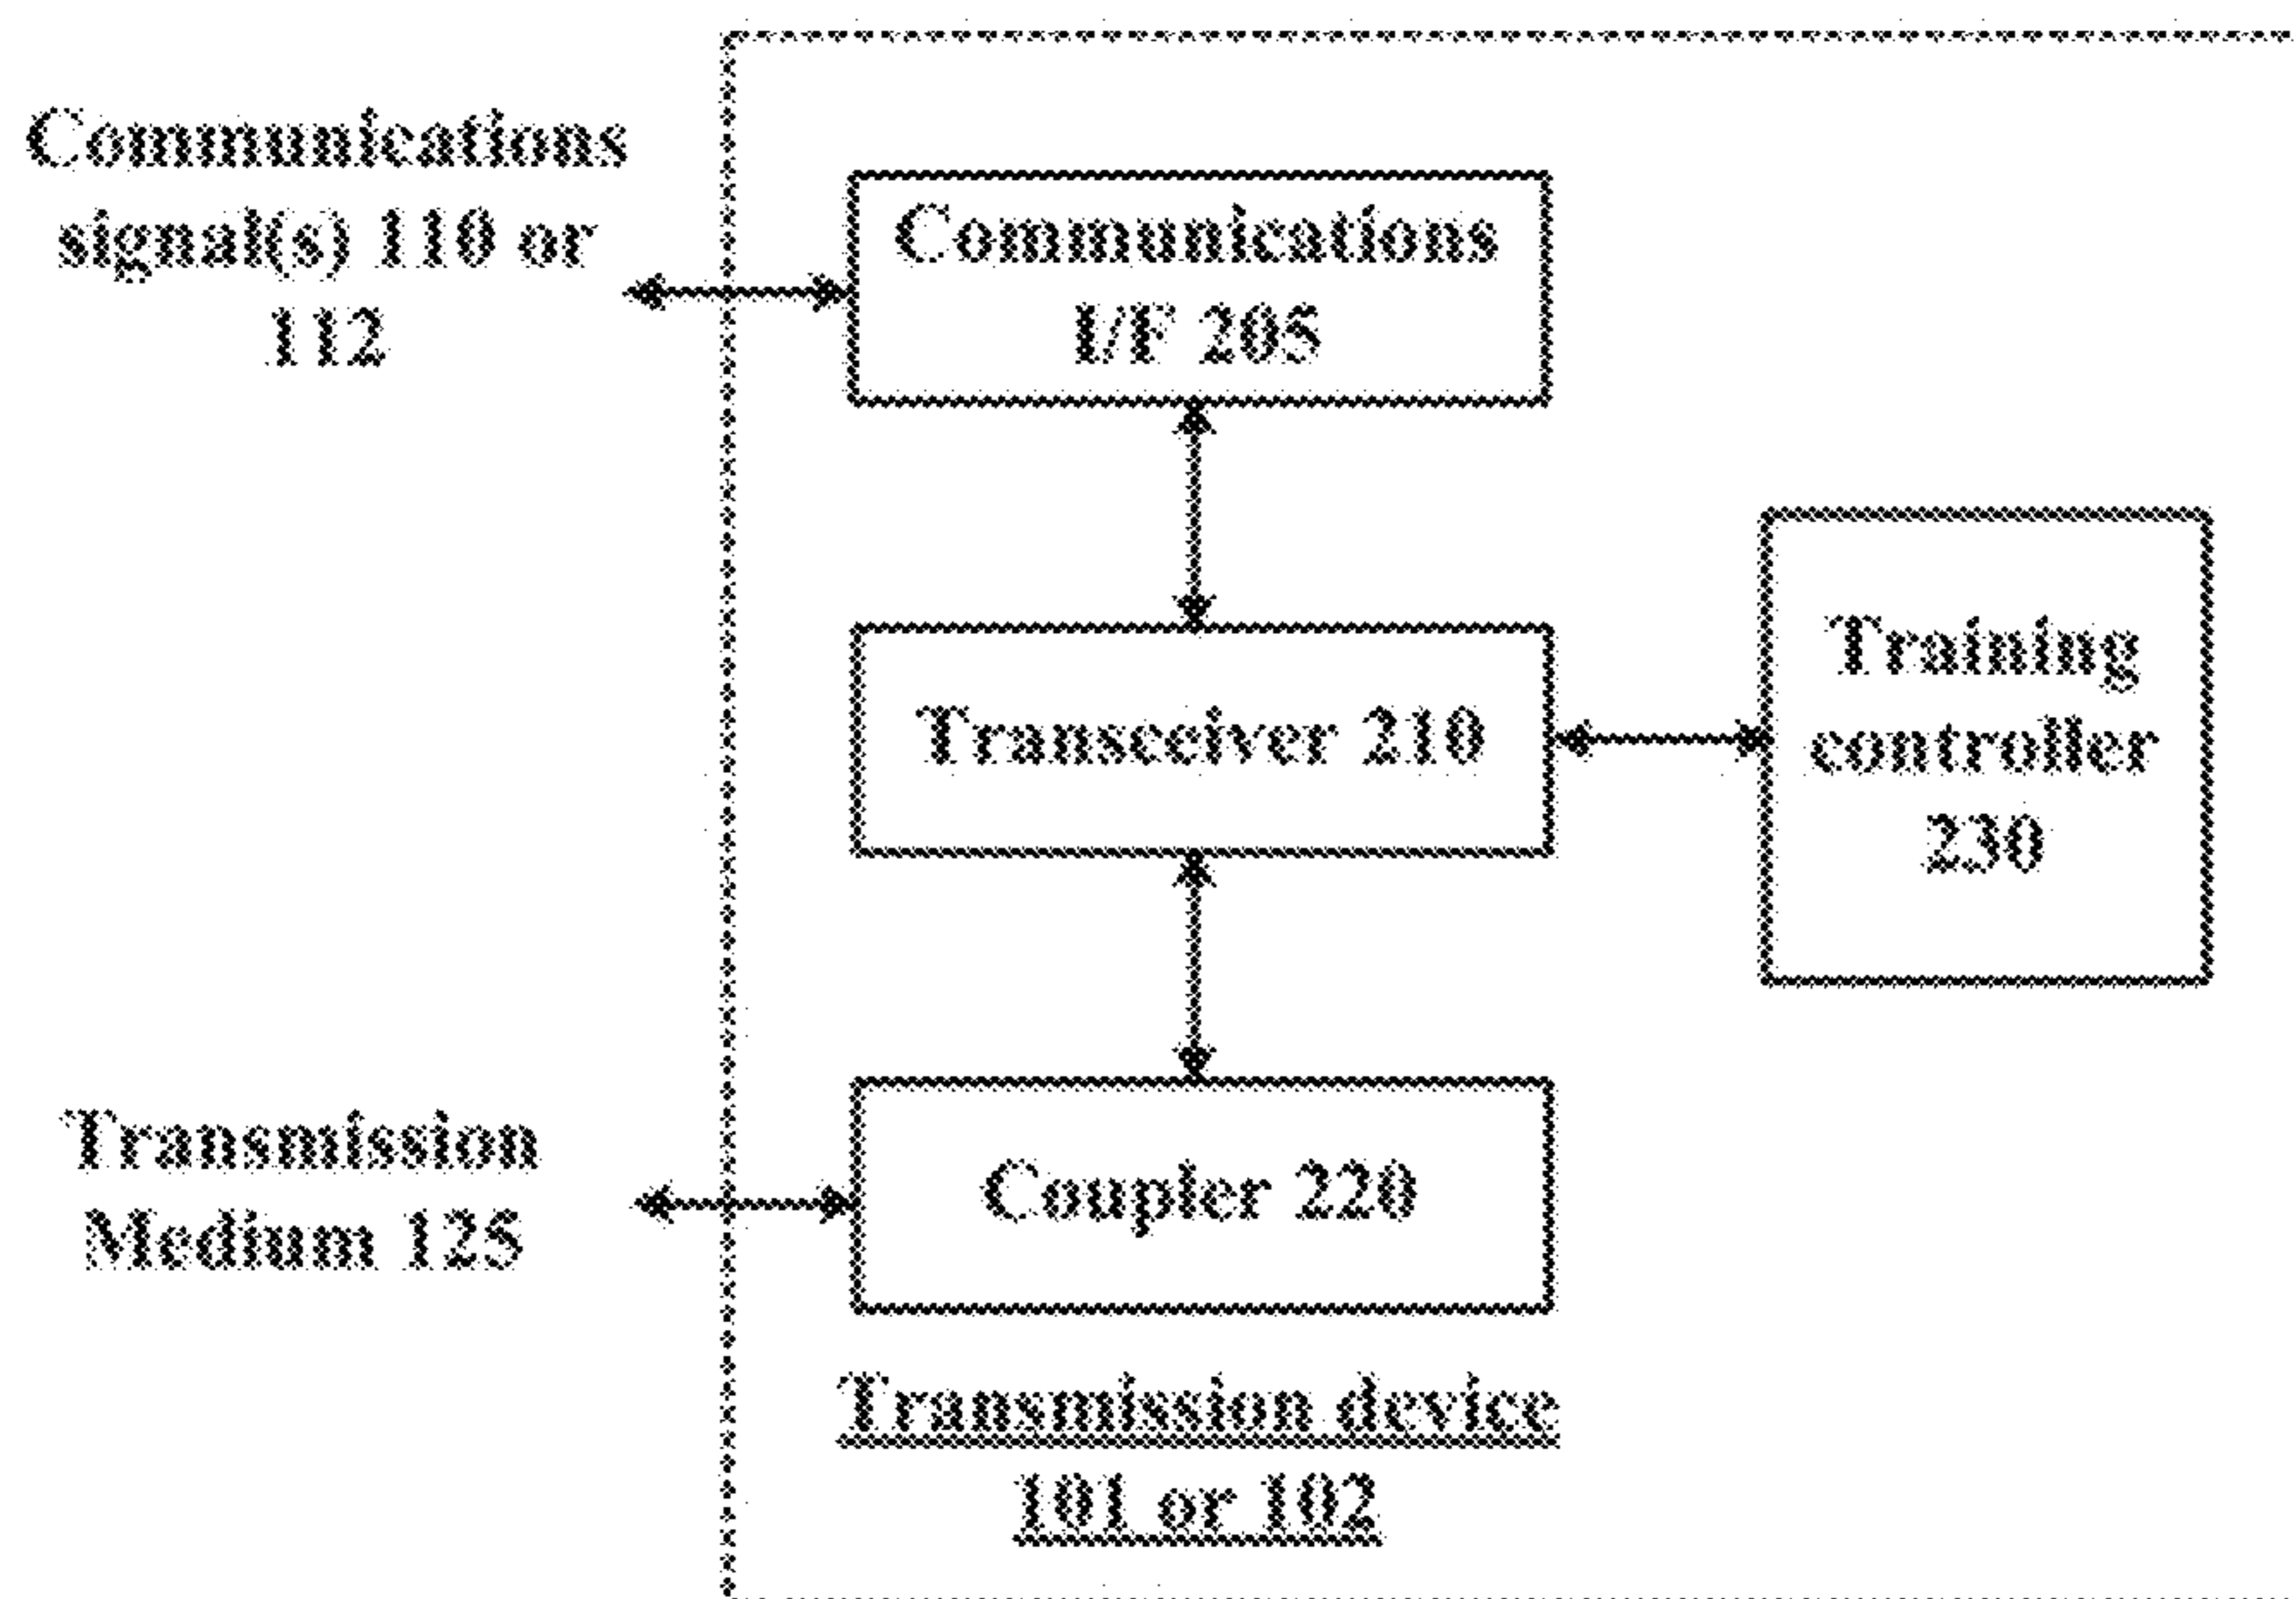 Communications
signal(s) 110 or
112
Communications
I/F 205
Transceiver 210
Training
controller
230
Transmission
Medium 125
Coupler 220
Transmission device
101 or 102